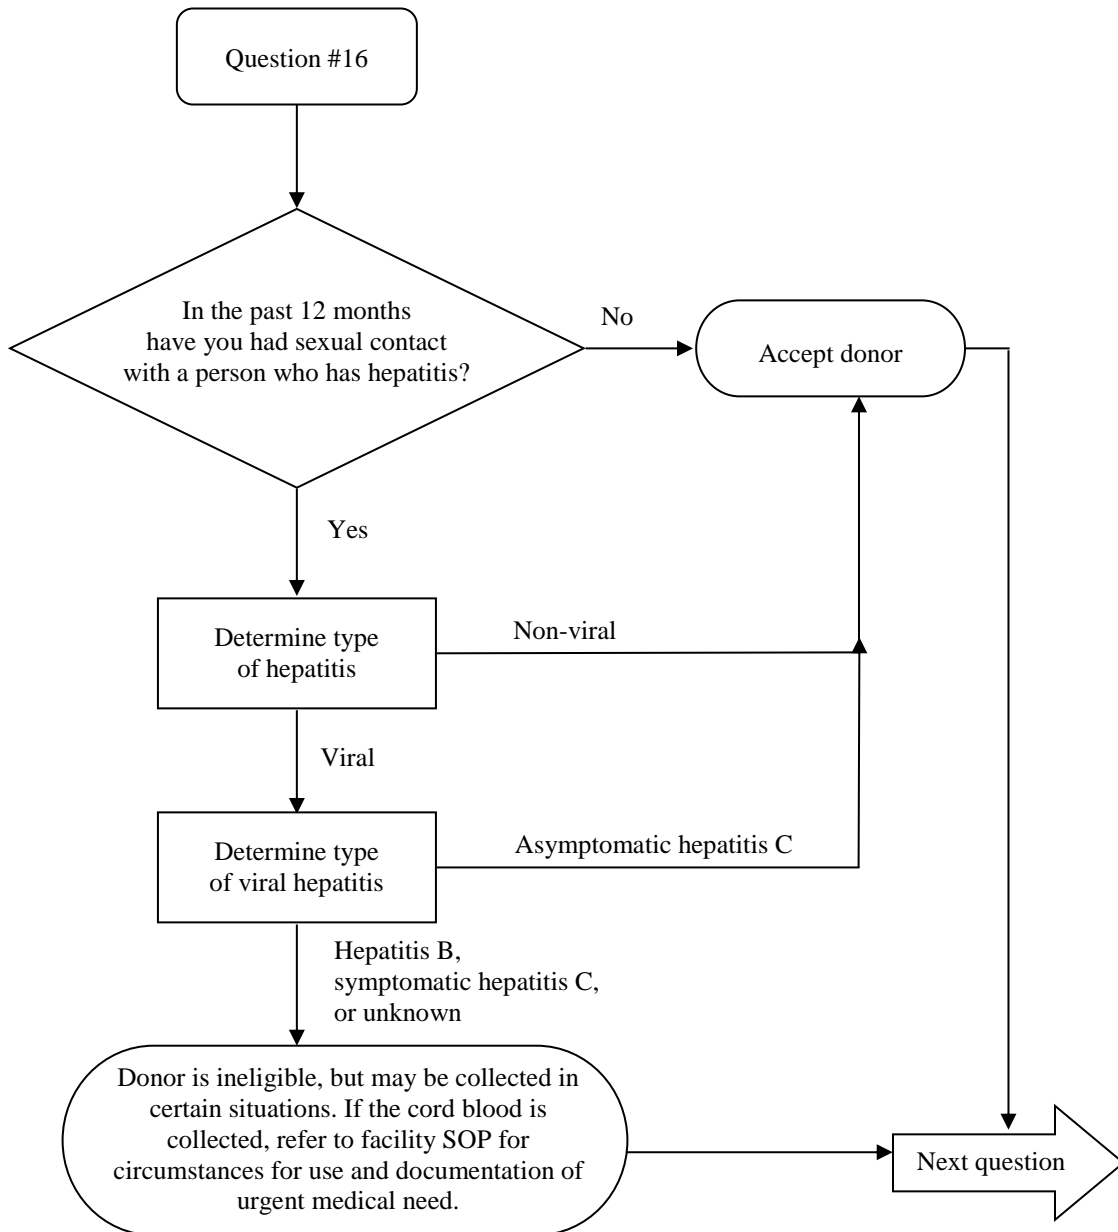 Question #16
In the past 12 months
have you had sexual contact
with a person who has hepatitis?
No
Accept donor
Yes
Determine type
of hepatitis
Non-viral
Viral
Determine type
of viral hepatitis
Asymptomatic hepatitis C
Hepatitis B,
symptomatic hepatitis C,
or unknown
Donor is ineligible, but may be collected in
certain situations. If the cord blood is
collected, refer to facility SOP for
circumstances for use and documentation of
urgent medical need.
Next question